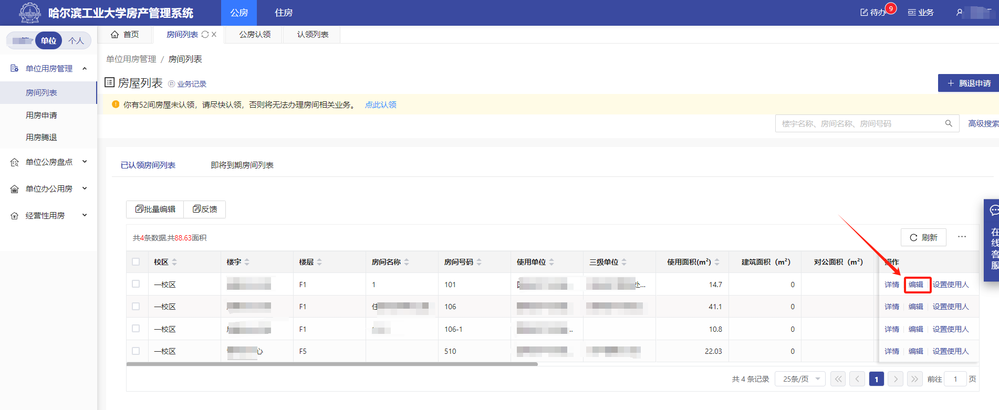 哈尔滨工业大学房产管理系统 公房 住房 待办 9 业务
单位 个人
首页 房间列表 公房认领 认领列表
单位用房管理
房间列表
用房申请
用房腾退
单位公房盘点
单位办公用房
经营性用房
单位用房管理 / 房间列表
房屋列表 业务记录
+ 腾退申请
你有52间房屋未认领，请尽快认领，否则将无法办理房间相关业务。 点此认领
楼宇名称、房间名称、房间号码 高级搜索
已认领房间列表 即将到期房间列表
批量编辑 反馈
共4条数据,共88.63面积 刷新 ...
校区 楼宇 楼层 房间名称 房间号码 使用单位 三级单位 使用面积(m²) 建筑面积（m²） 对公面积（m²） 操作
一校区 F1 1 101 处... 14.7 0 详情 编辑 设置使用人
一校区 F1 住 106 41.1 0 详情 编辑 设置使用人
一校区 F1 106-1 .. 10.8 0 详情 编辑 设置使用人
一校区 心 F5 510 22.03 0 详情 编辑 设置使用人
共 4 条记录 25条/页 1 前往 1 页
在线客服